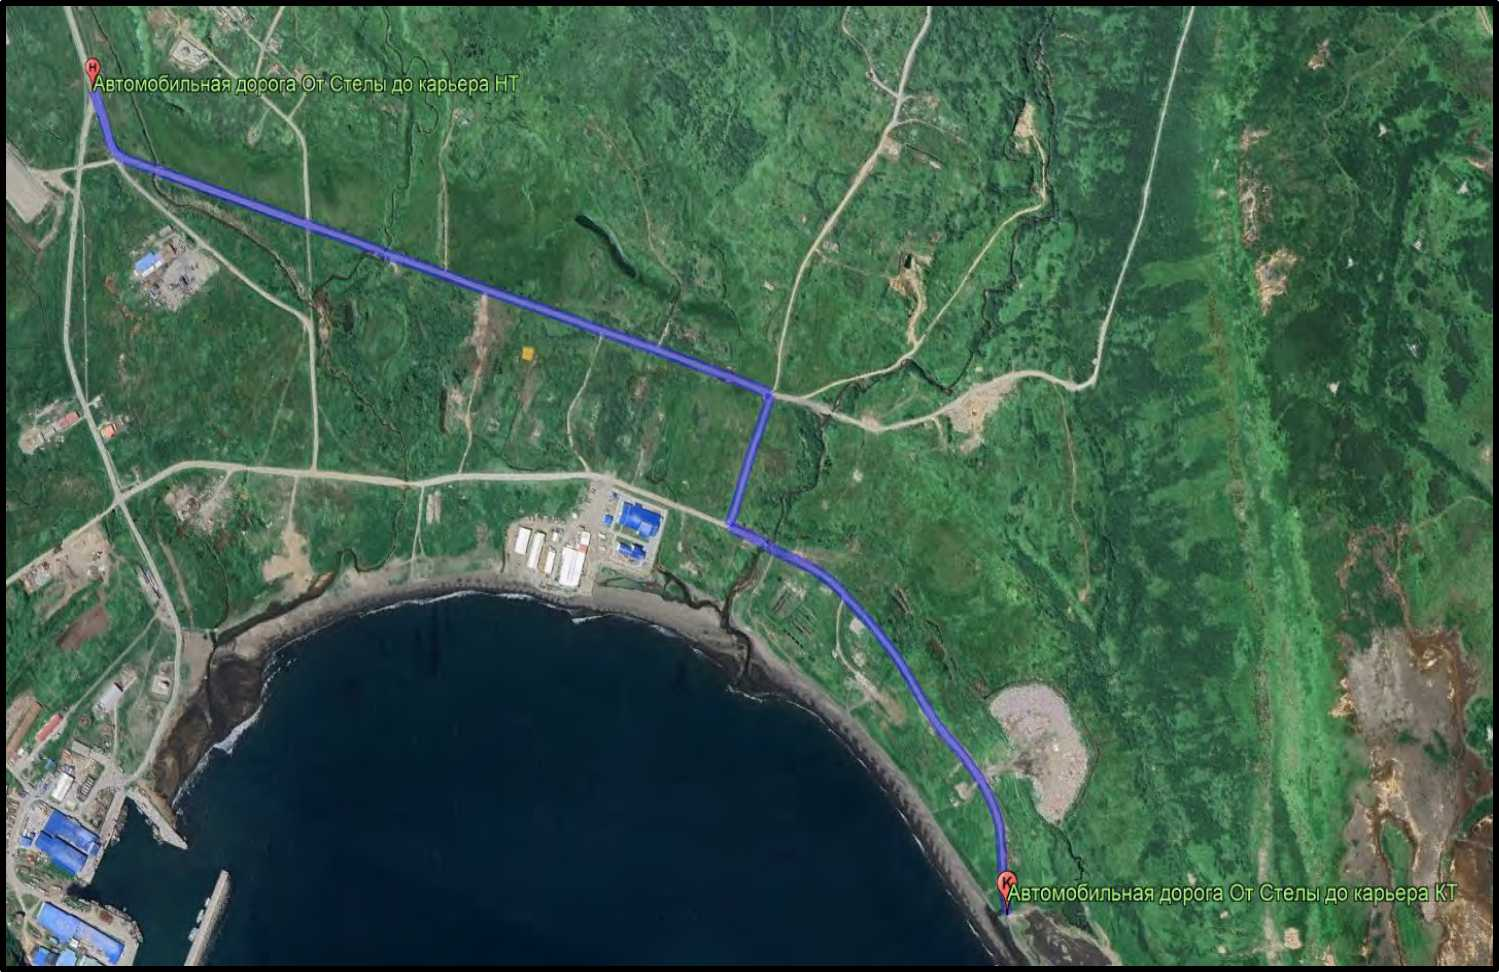 Н
Автомобильная дорога От Стелы до карьера НТ
К
Автомобильная дорога От Стелы до карьера КТ